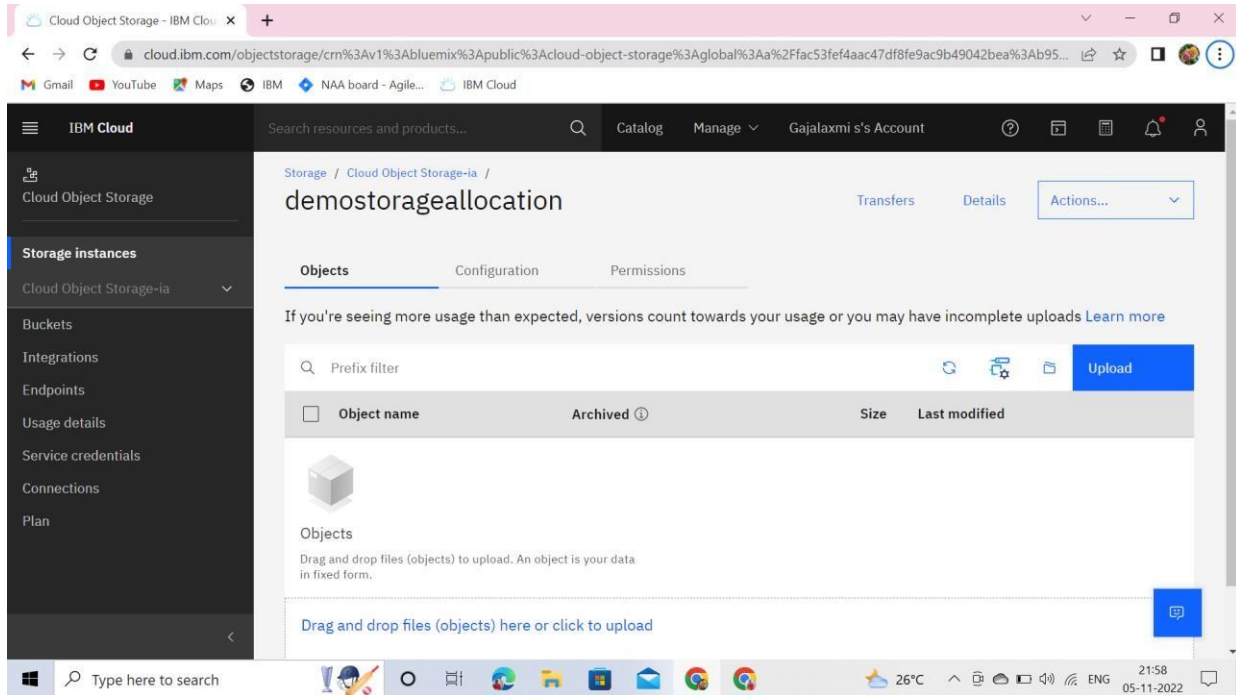 Cloud Object Storage - IBM Clou
cloud.ibm.com/objectstorage/crn%3Av1%3Abluemix%3Apublic%3Acloud-object-storage%3Aglobal%3Aa%2Ffac53fef4aac47df8fe9ac9b49042bea%3Ab95...
Gmail YouTube Maps IBM NAA board - Agile... IBM Cloud
IBM Cloud Search resources and products... Catalog Manage Gajalaxmi s's Account
Cloud Object Storage
Storage instances
Cloud Object Storage-ia
Buckets
Integrations
Endpoints
Usage details
Service credentials
Connections
Plan
Storage / Cloud Object Storage-ia /
demostorageallocation Transfers Details Actions...
Objects Configuration Permissions
If you're seeing more usage than expected, versions count towards your usage or you may have incomplete uploads Learn more
Prefix filter Upload
Object name Archived Size Last modified
Objects
Drag and drop files (objects) to upload. An object is your data
in fixed form.
Drag and drop files (objects) here or click to upload
Type here to search 26°C ENG 21:58
05-11-2022